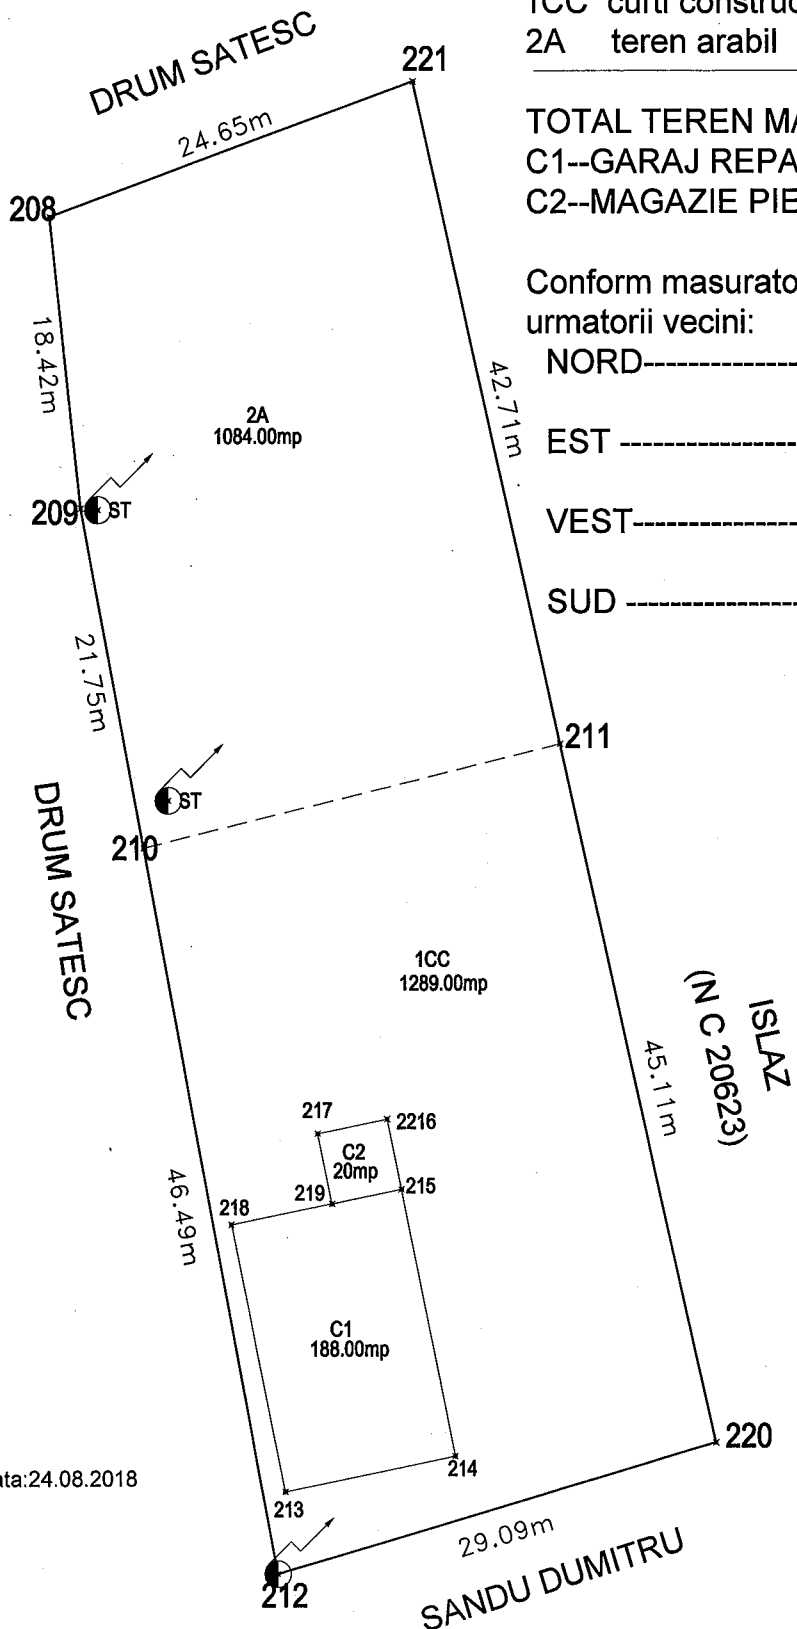 1CC curti construc
2A teren arabil
DRUM SATESC
221
24.65m
TOTAL TEREN MA
C1--GARAJ REPA
C2--MAGAZIE PIE
208
Conform masurato
urmatorii vecini:
18.42m
NORD---------------
42.71m
2A
1084.00mp
EST ----------------
209
ST
VEST----------------
SUD ----------------
21.75m
211
ST
210
DRUM SATESC
1CC
1289.00mp
ISLAZ
(N C 20623)
45.11m
217
2216
C2
20mp
46.49m
219
215
218
C1
188.00mp
220
214
ata:24.08.2018
213
29.09m
212
SANDU DUMITRU